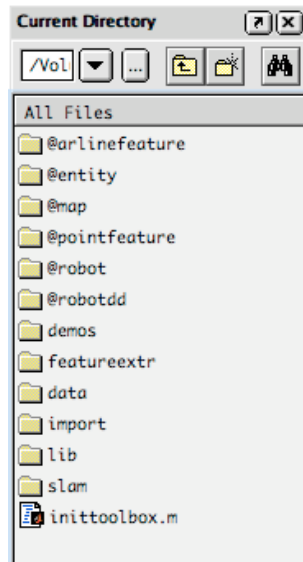 Current Directory
/Vol
...
All Files
@arlinefeature
@entity
@map
@pointfeature
@robot
@robotdd
demos
featureextr
data
import
lib
slam
inittoolbox.m